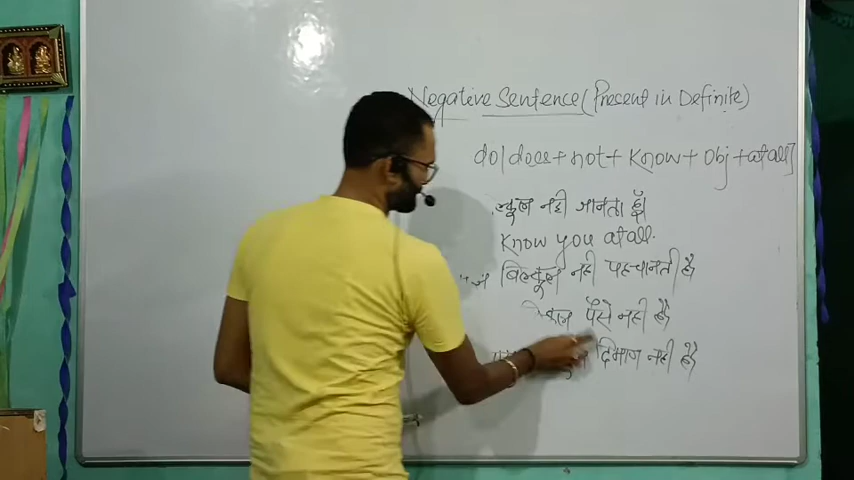 Negative Sentence (Present in Definit)
do/does + not + Know + obj + at all]
नही जानता हूँ।
Know you at all.
बिल्कुल नही पहचानती है
पैसे नही है
दिमाग नही है